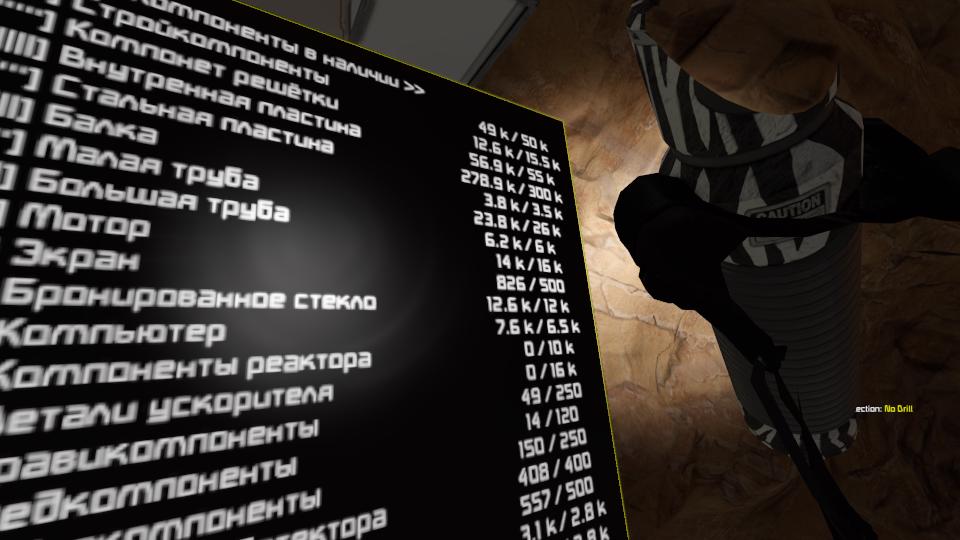 Компоненты в наличии >>
Стройкомпоненты 49 k / 50 k
Компонет решётки 12.6 k / 15.5 k
Внутренная пластина 56.9 k / 55 k
Стальная пластина 278.9 k / 300 k
Балка 3.8 k / 3.5 k
Малая труба 23.8 k / 26 k
Большая труба 6.2 k / 6 k
Мотор 14 k / 16 k
Экран 826 / 500
Бронированное стекло 12.6 k / 12 k
Компьютер 7.6 k / 6.5 k
Компоненты реактора 0 / 10 k
Детали ускорителя 0 / 16 k
49 / 250
14 / 120
150 / 250
408 / 400
557 / 500
3.1 k / 2.8 k
CAUTION
ection: No Drill